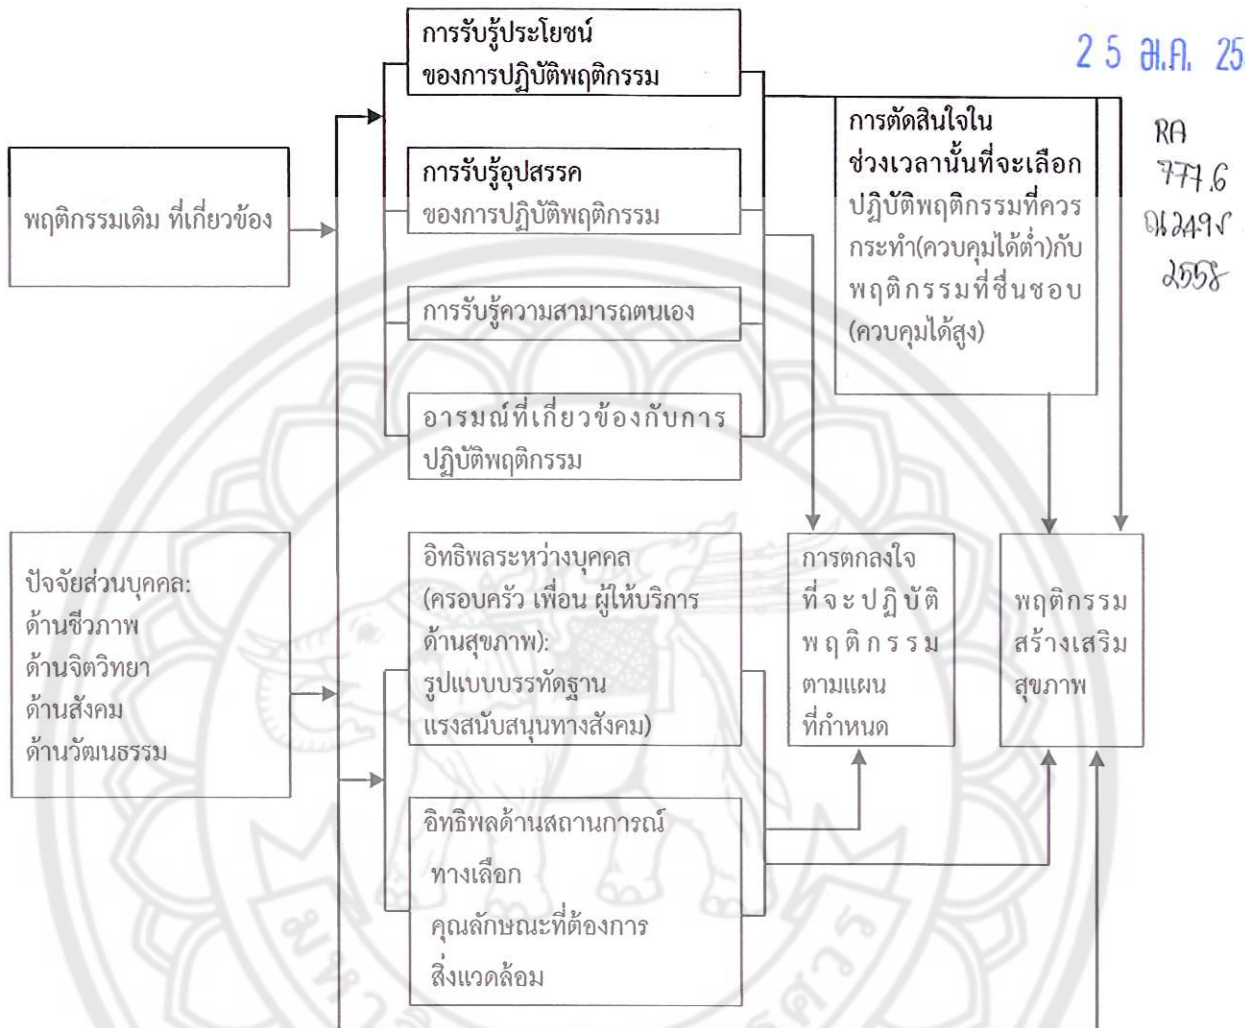 การรับรู้ประโยชน์
ของการปฏิบัติพฤติกรรม
2 5 ม.ค. 25
การตัดสินใจใน
ช่วงเวลานั้นที่จะเลือก
ปฏิบัติพฤติกรรมที่ควร
กระทำ(ควบคุมได้ต่ำ)กับ
พฤติกรรมที่ชื่นชอบ
(ควบคุมได้สูง)
RA
777.6
2558
พฤติกรรมเดิม ที่เกี่ยวข้อง
การรับรู้อุปสรรค
ของการปฏิบัติพฤติกรรม
การรับรู้ความสามารถตนเอง
อารมณ์ที่เกี่ยวข้องกับการ
ปฏิบัติพฤติกรรม
ปัจจัยส่วนบุคคล:
ด้านชีวภาพ
ด้านจิตวิทยา
ด้านสังคม
ด้านวัฒนธรรม
อิทธิพลระหว่างบุคคล
(ครอบครัว เพื่อน ผู้ให้บริการ
ด้านสุขภาพ):
รูปแบบบรรทัดฐาน
แรงสนับสนุนทางสังคม)
การตกลงใจ
ที่จะปฏิบัติ
พฤติกรรม
ตามแผน
ที่กำหนด
พฤติกรรม
สร้างเสริม
สุขภาพ
อิทธิพลด้านสถานการณ์
ทางเลือก
คุณลักษณะที่ต้องการ
สิ่งแวดล้อม